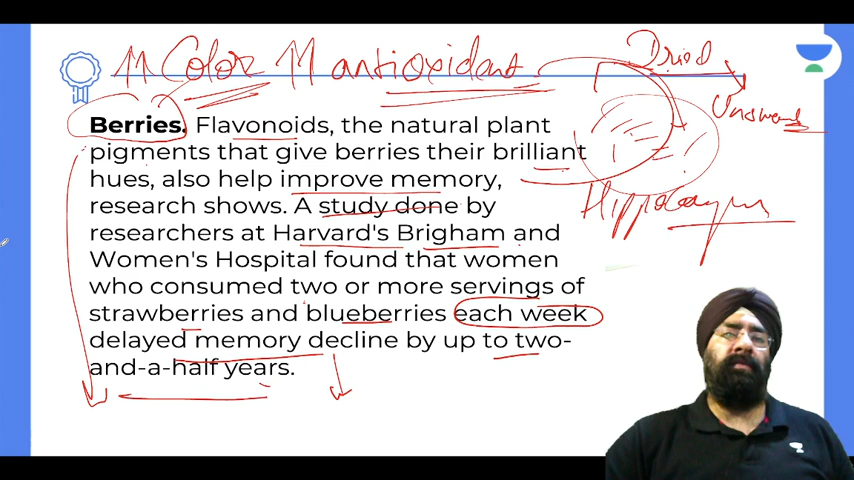 ↑↑ Color ↑↑ antioxidant
Dried
Berries. Flavonoids, the natural plant
pigments that give berries their brilliant
hues, also help improve memory,
research shows. A study done by
researchers at Harvard's Brigham and
Women's Hospital found that women
who consumed two or more servings of
strawberries and blueberries each week
delayed memory decline by up to two-
and-a-half years.